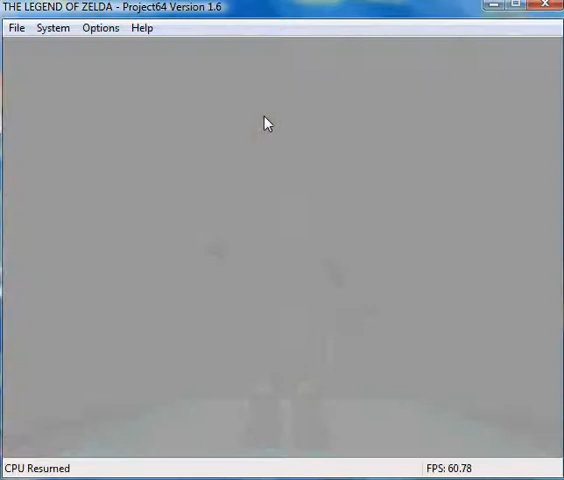 THE LEGEND OF ZELDA - Project64 Version 1.6
File System Options Help
CPU Resumed FPS: 60.78